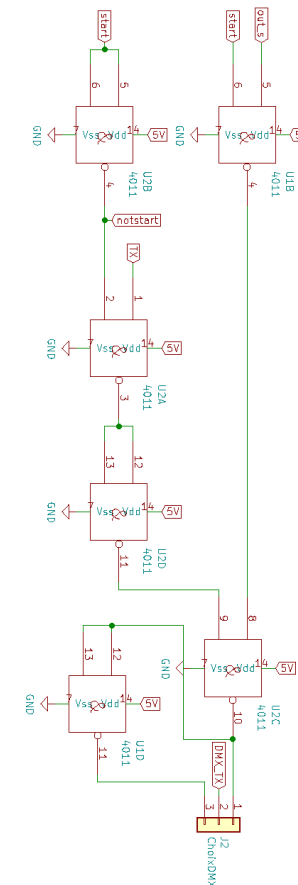 start
start
out_s
6
5
7
Vss
Vdd
14
5V
GND
4
U2B
4011
6
5
7
Vss
Vdd
14
5
GND
4
U1B
4011
notstart
TX
2
1
7
Vss
Vdd
14
5V
GND
3
U2A
4011
13
12
7
Vss
Vdd
14
5V
GND
11
U2D
4011
9
8
7
Vss
Vdd
14
5V
GND
10
U2C
4011
13
12
7
Vss
Vdd
14
5V
GND
11
U1D
4011
DMX_TX
3
2
1
J2
ChoixDMX